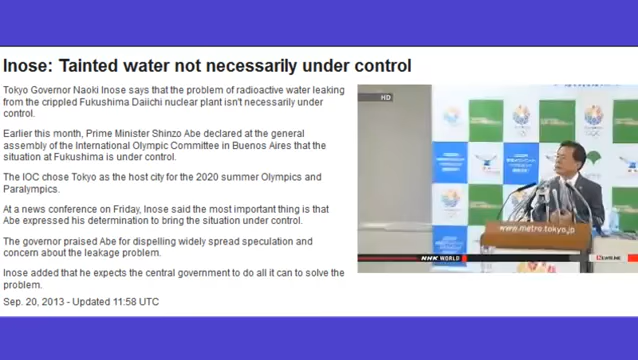 Inose: Tainted water not necessarily under control
Tokyo Governor Naoki Inose says that the problem of radioactive water leaking
from the crippled Fukushima Daiichi nuclear plant isn't necessarily under
control.
Earlier this month, Prime Minister Shinzo Abe declared at the general
assembly of the International Olympic Committee in Buenos Aires that the
situation at Fukushima is under control.
The IOC chose Tokyo as the host city for the 2020 summer Olympics and
Paralympics.
At a news conference on Friday, Inose said the most important thing is that
Abe expressed his determination to bring the situation under control.
The governor praised Abe for dispelling widely spread speculation and
concern about the leakage problem.
Inose added that he expects the central government to do all it can to solve the
problem.
Sep. 20, 2013 - Updated 11:58 UTC
HD
www.metro.tokyo.jp
NHK WORLD
NEWSLINE